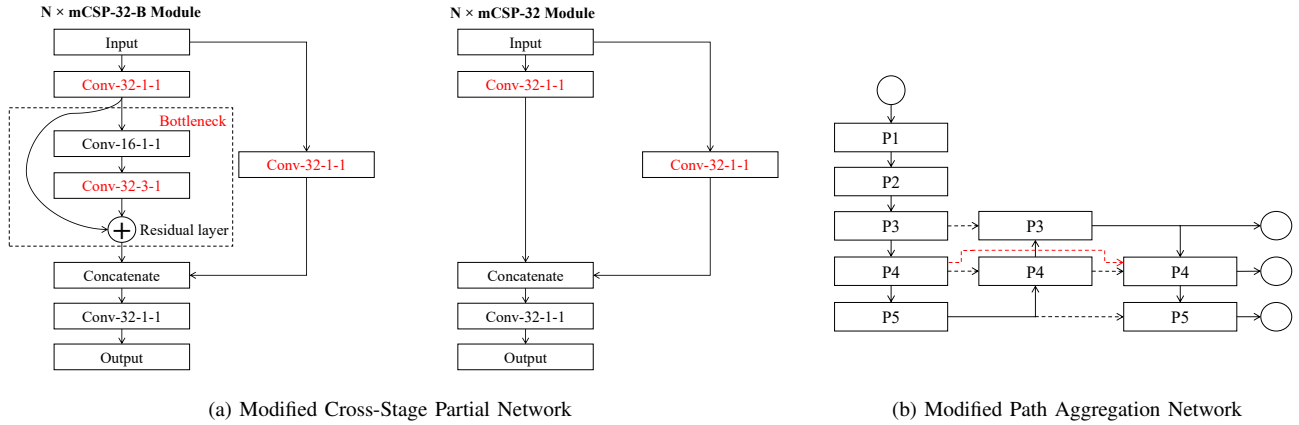 N × mCSP-32-B Module
Input
Conv-32-1-1
Bottleneck
Conv-16-1-1
Conv-32-3-1
Residual layer
Conv-32-1-1
Concatenate
Conv-32-1-1
Output
N × mCSP-32 Module
Input
Conv-32-1-1
Conv-32-1-1
Concatenate
Conv-32-1-1
Output
(a) Modified Cross-Stage Partial Network
P1
P2
P3
P3
P4
P4
P4
P5
P5
(b) Modified Path Aggregation Network